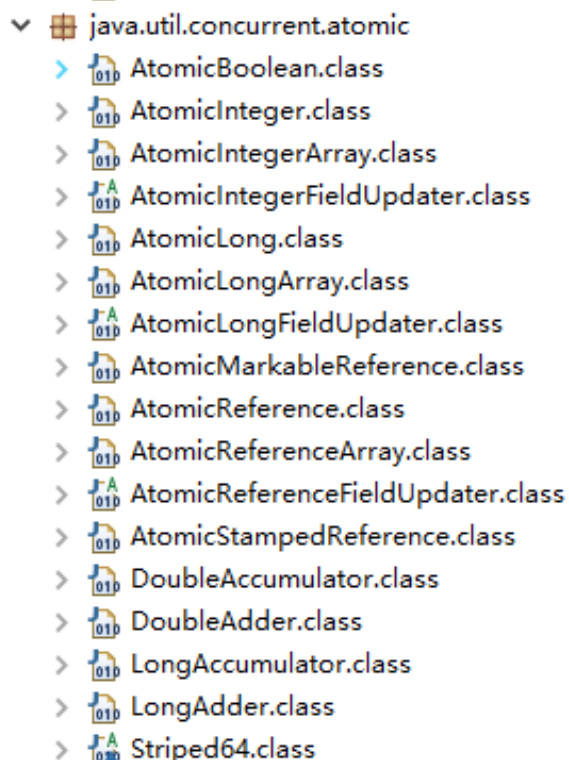 java.util.concurrent.atomic
AtomicBoolean.class
AtomicInteger.class
AtomicIntegerArray.class
AtomicIntegerFieldUpdater.class
AtomicLong.class
AtomicLongArray.class
AtomicLongFieldUpdater.class
AtomicMarkableReference.class
AtomicReference.class
AtomicReferenceArray.class
AtomicReferenceFieldUpdater.class
AtomicStampedReference.class
DoubleAccumulator.class
DoubleAdder.class
LongAccumulator.class
LongAdder.class
Striped64.class